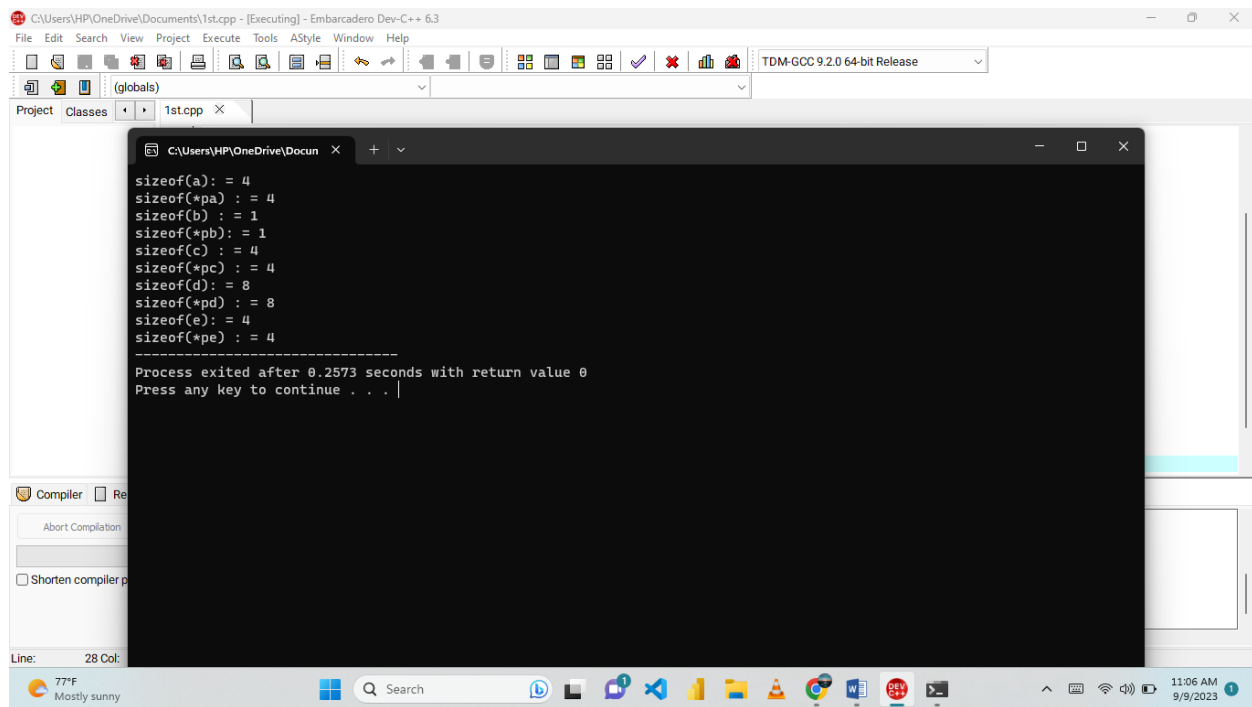 C:\Users\HP\OneDrive\Documents\1st.cpp - [Executing] - Embarcadero Dev-C++ 6.3
File Edit Search View Project Execute Tools AStyle Window Help
TDM-GCC 9.2.0 64-bit Release
(globals)
Project Classes 1st.cpp
C:\Users\HP\OneDrive\Docun
sizeof(a): = 4
sizeof(*pa) : = 4
sizeof(b) : = 1
sizeof(*pb): = 1
sizeof(c) : = 4
sizeof(*pc) : = 4
sizeof(d): = 8
sizeof(*pd) : = 8
sizeof(e): = 4
sizeof(*pe) : = 4
--------------------------------
Process exited after 0.2573 seconds with return value 0
Press any key to continue . . .
Compiler Re
Abort Compilation
Shorten compiler p
Line: 28 Col:
77°F
Mostly sunny
Search
1
DEV
C++
11:06 AM
9/9/2023
1